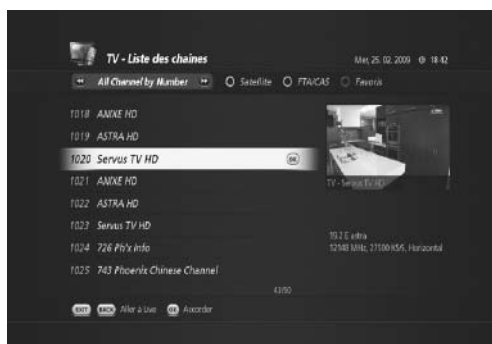 TV - Liste des chaînes
Mer, 25. 02. 2009 18:42
All Channel by Number
Satellite
FTA/CAS
Favoris
1018 ANIXE HD
1019 ASTRA HD
1020 Servus TV HD OK
1021 ANIXE HD
1022 ASTRA HD
1023 Servus TV HD
1024 726 Ph'x Info
1025 743 Phoenix Chinese Channel
TV - Servus TV HD
19.2 E astra
12148 MHz, 27500 KS/S, Horizontal
43/50
EXIT BACK Aller à Live OK Accorder